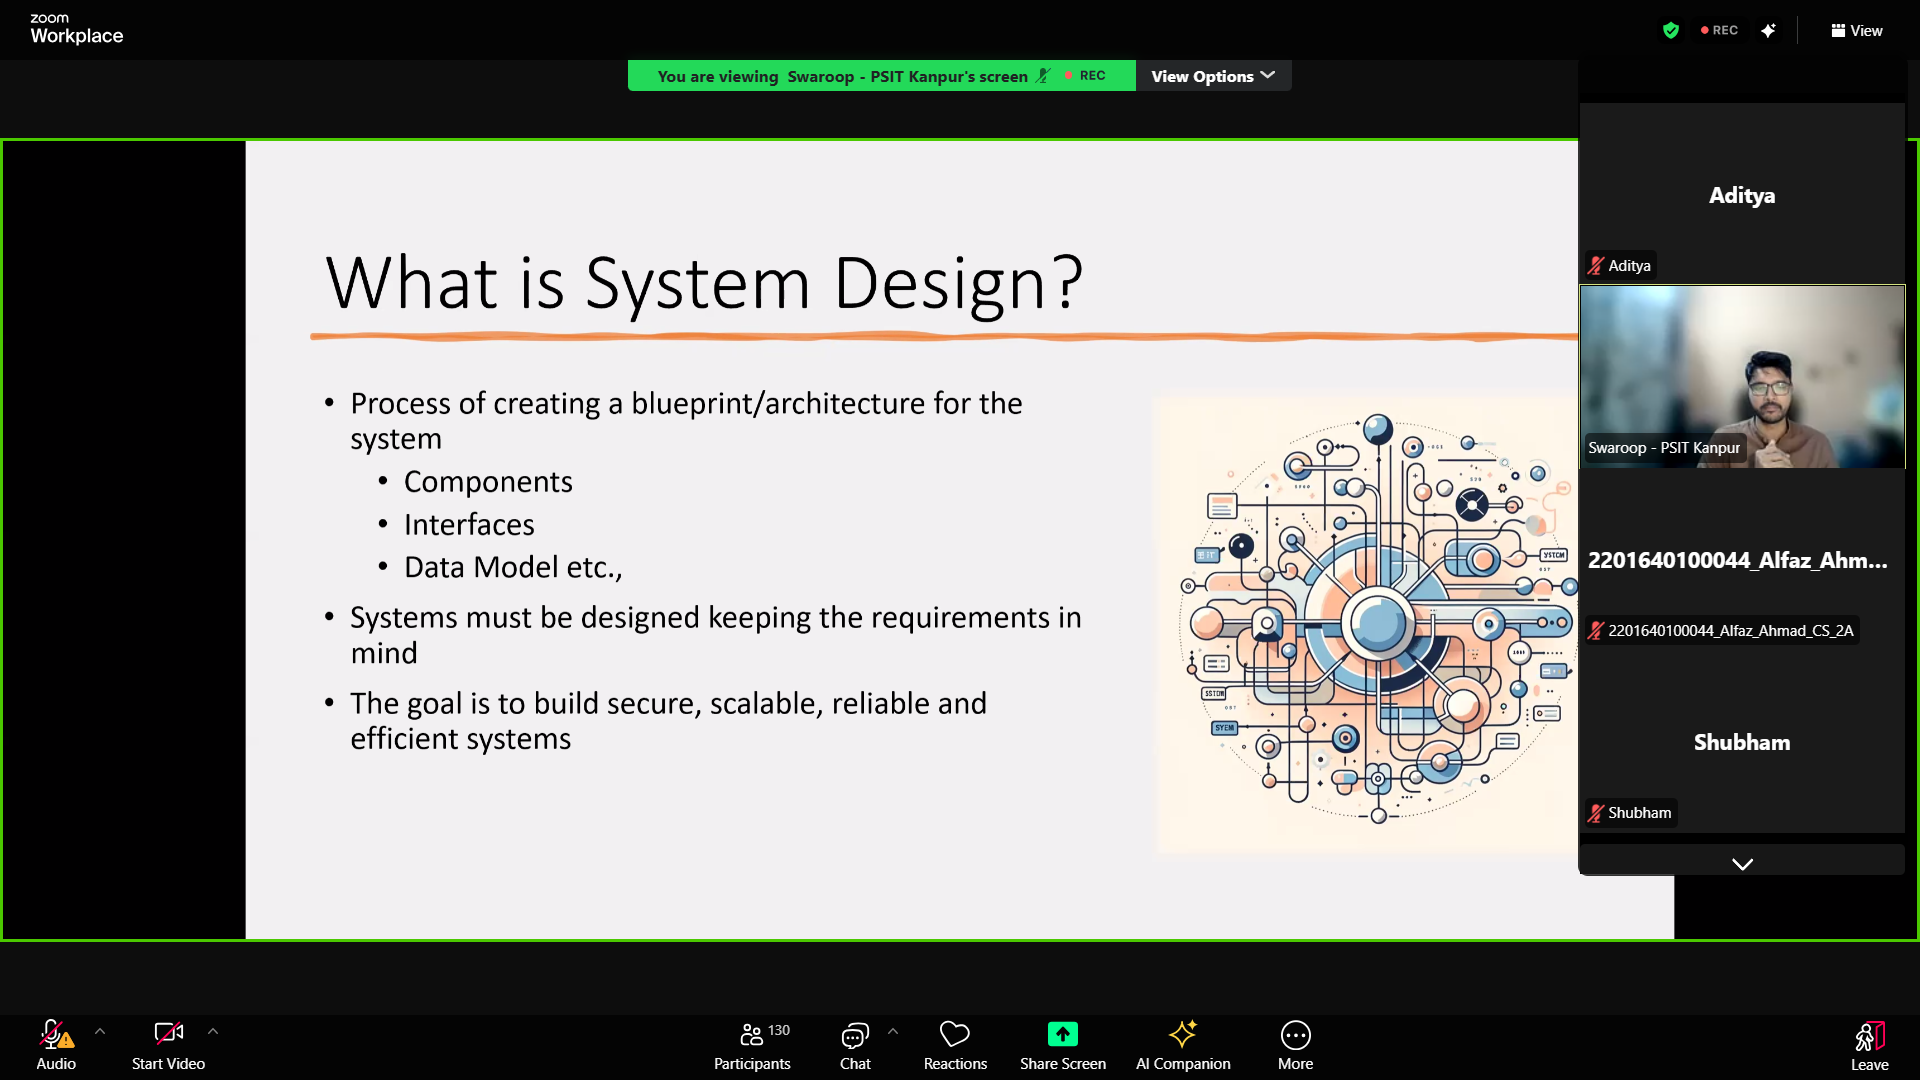 zoom
Workplace
REC
View
You are viewing Swaroop - PSIT Kanpur's screen
REC
View Options
What is System Design?
• Process of creating a blueprint/architecture for the
system
• Components
• Interfaces
• Data Model etc.,
• Systems must be designed keeping the requirements in
mind
• The goal is to build secure, scalable, reliable and
efficient systems
YSTCM
SSTDM
SYEM
Aditya
Aditya
Swaroop - PSIT Kanpur
2201640100044_Alfaz_Ahm...
2201640100044_Alfaz_Ahmad_CS_2A
Shubham
Shubham
Audio
Start Video
130
Participants
Chat
Reactions
Share Screen
AI Companion
More
Leave